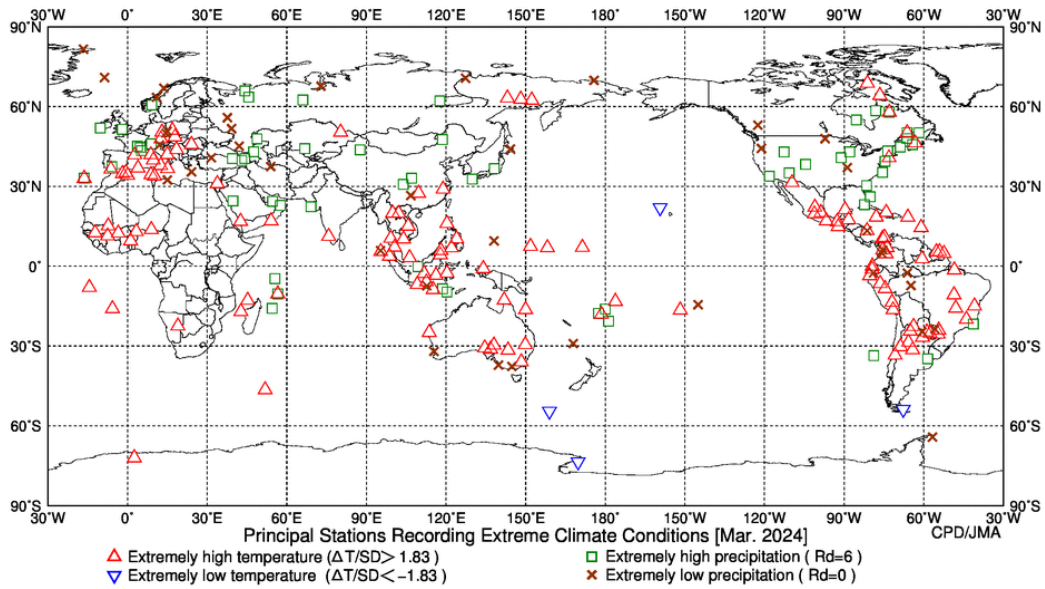 30°W 0° 30°E 60°E 90°E 120°E 150°E 180° 150°W 120°W 90°W 60°W 30°W
90°N 90°N
60°N 60°N
30°N 30°N
0° 0°
30°S 30°S
60°S 60°S
90°S 90°S
30°W 0° 30°E 60°E 90°E 120°E 150°E 180° 150°W 120°W 90°W 60°W 30°W
Principal Stations Recording Extreme Climate Conditions [Mar. 2024]
CPD/JMA
Extremely high temperature (ΔT/SD> 1.83 ) Extremely high precipitation ( Rd=6 )
Extremely low temperature (ΔT/SD<-1.83 ) Extremely low precipitation ( Rd=0 )